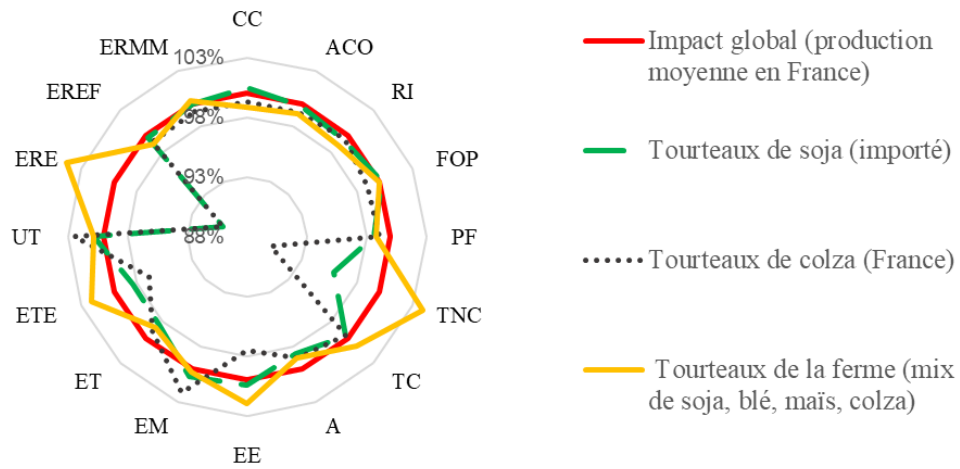 CC
ERMM
ACO
103%
EREF
RI
98%
ERE
FOP
93%
UT
88%
PF
ETE
TNC
ET
TC
EM
A
EE
Impact global (production
moyenne en France)
Tourteaux de soja (importé)
Tourteaux de colza (France)
Tourteaux de la ferme (mix
de soja, blé, maïs, colza)